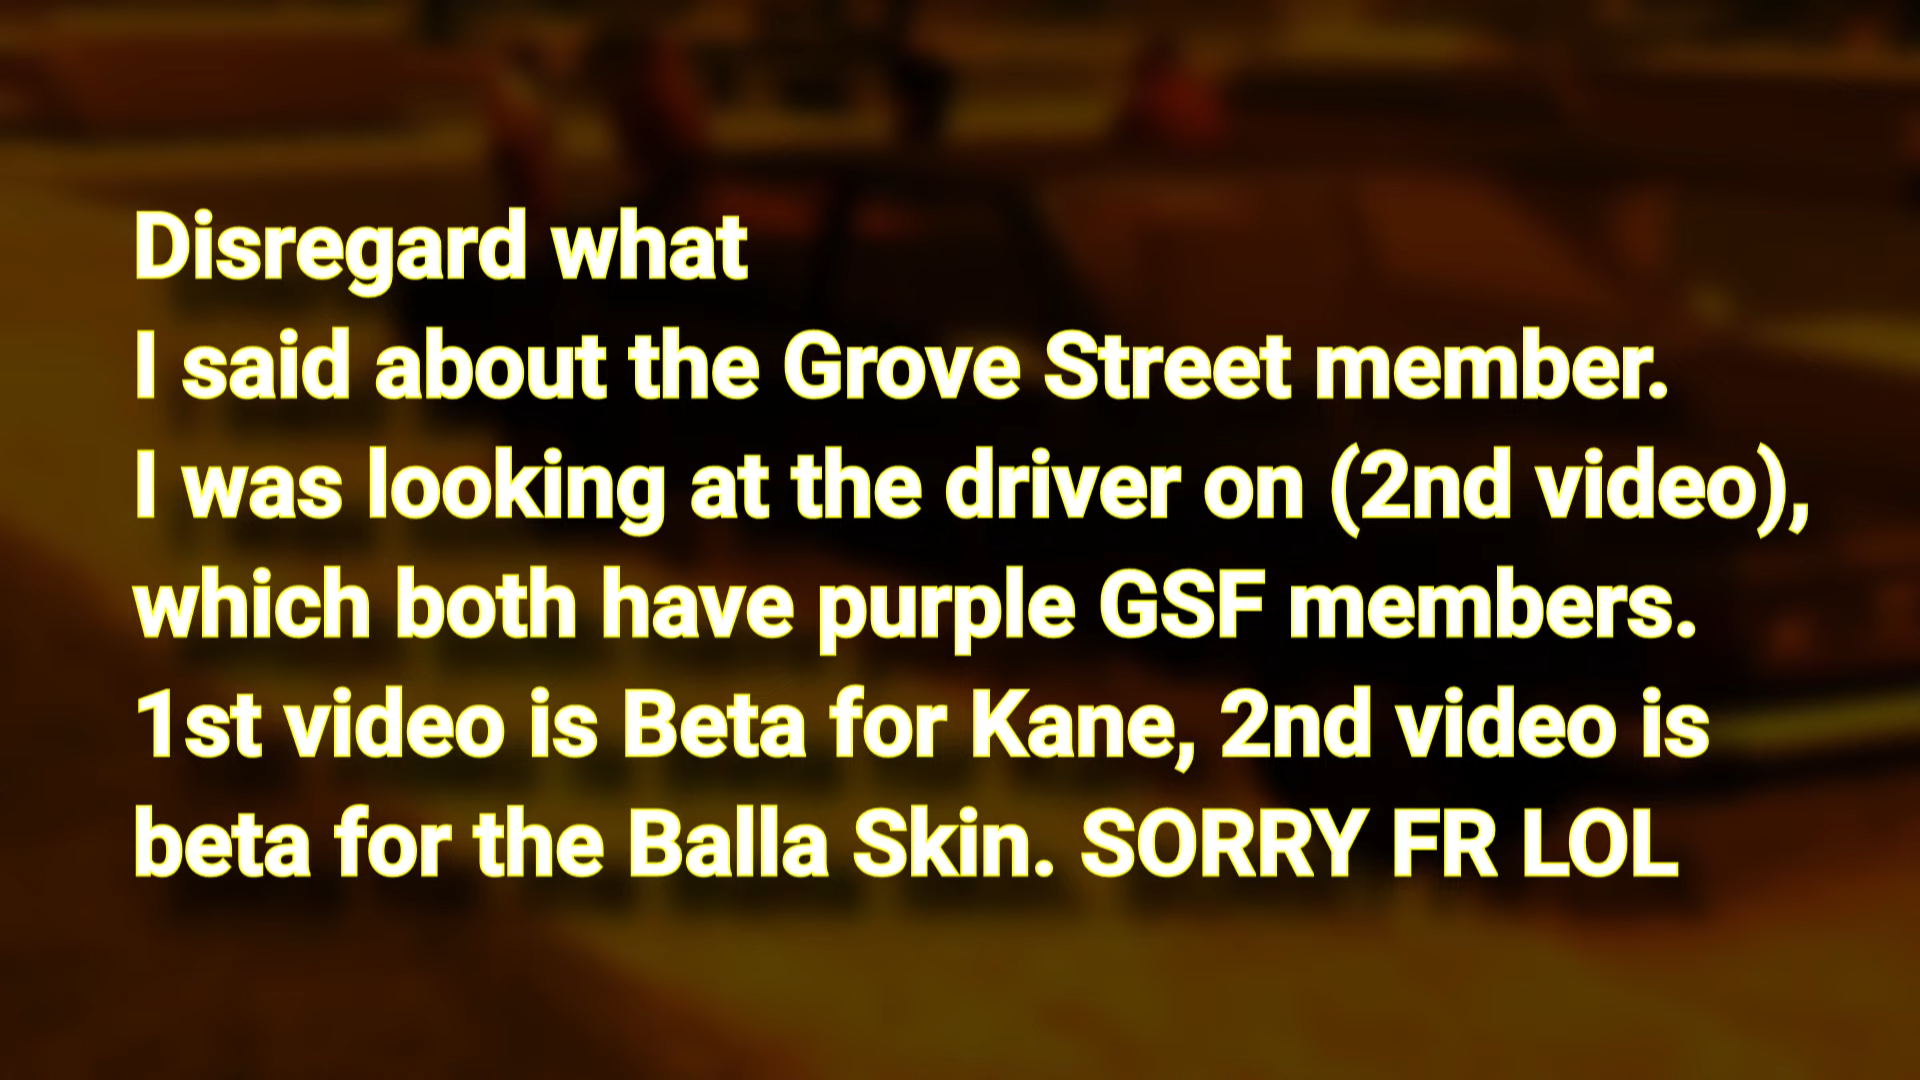 Disregard what
I said about the Grove Street member.
I was looking at the driver on (2nd video),
which both have purple GSF members.
1st video is Beta for Kane, 2nd video is
beta for the Balla Skin. SORRY FR LOL